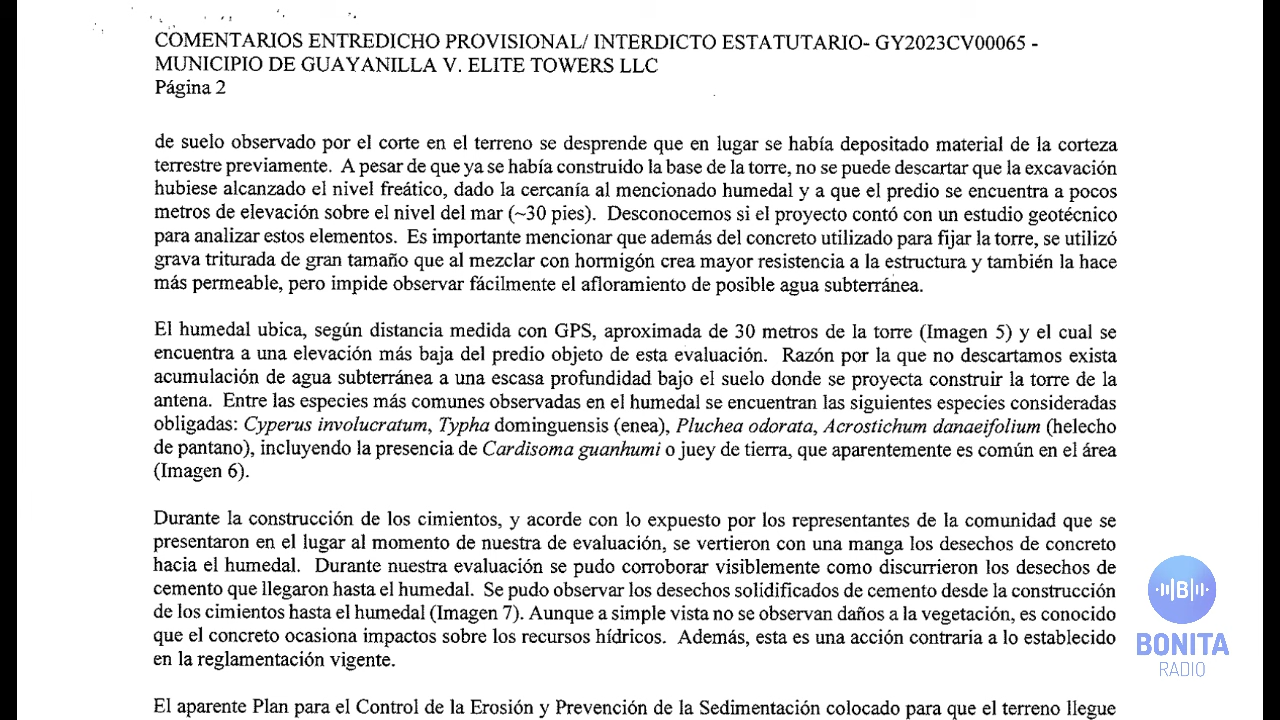 COMENTARIOS ENTREDICHO PROVISIONAL/ INTERDICTO ESTATUTARIO- GY2023CV00065 -
MUNICIPIO DE GUAYANILLA V. ELITE TOWERS LLC
Página 2
de suelo observado por el corte en el terreno se desprende que en lugar se había depositado material de la corteza
terrestre previamente. A pesar de que ya se había construido la base de la torre, no se puede descartar que la excavación
hubiese alcanzado el nivel freático, dado la cercanía al mencionado humedal y a que el predio se encuentra a pocos
metros de elevación sobre el nivel del mar (~30 pies). Desconocemos si el proyecto contó con un estudio geotécnico
para analizar estos elementos. Es importante mencionar que además del concreto utilizado para fijar la torre, se utilizó
grava triturada de gran tamaño que al mezclar con hormigón crea mayor resistencia a la estructura y también la hace
más permeable, pero impide observar fácilmente el afloramiento de posible agua subterránea.
El humedal ubica, según distancia medida con GPS, aproximada de 30 metros de la torre (Imagen 5) y el cual se
encuentra a una elevación más baja del predio objeto de esta evaluación. Razón por la que no descartamos exista
acumulación de agua subterránea a una escasa profundidad bajo el suelo donde se proyecta construir la torre de la
antena. Entre las especies más comunes observadas en el humedal se encuentran las siguientes especies consideradas
obligadas: Cyperus involucratum, Typha dominguensis (enea), Pluchea odorata, Acrostichum danaeifolium (helecho
de pantano), incluyendo la presencia de Cardisoma guanhumi o juey de tierra, que aparentemente es común en el área
(Imagen 6).
Durante la construcción de los cimientos, y acorde con lo expuesto por los representantes de la comunidad que se
presentaron en el lugar al momento de nuestra de evaluación, se vertieron con una manga los desechos de concreto
hacia el humedal. Durante nuestra evaluación se pudo corroborar visiblemente como discurrieron los desechos de
cemento que llegaron hasta el humedal. Se pudo observar los desechos solidificados de cemento desde la construcción
de los cimientos hasta el humedal (Imagen 7). Aunque a simple vista no se observan daños a la vegetación, es conocido
que el concreto ocasiona impactos sobre los recursos hídricos. Además, esta es una acción contraria a lo establecido
en la reglamentación vigente.
El aparente Plan para el Control de la Erosión y Prevención de la Sedimentación colocado para que el terreno llegue
B
BONITA
RADIO